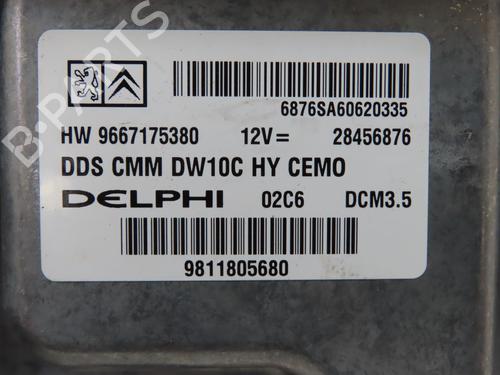 6876SA60620335
HW 9667175380 12V= 28456876
DDS CMM DW10C HY CEMO
DELPHI 02C6 DCM3.5
9811805680
B-PARTS